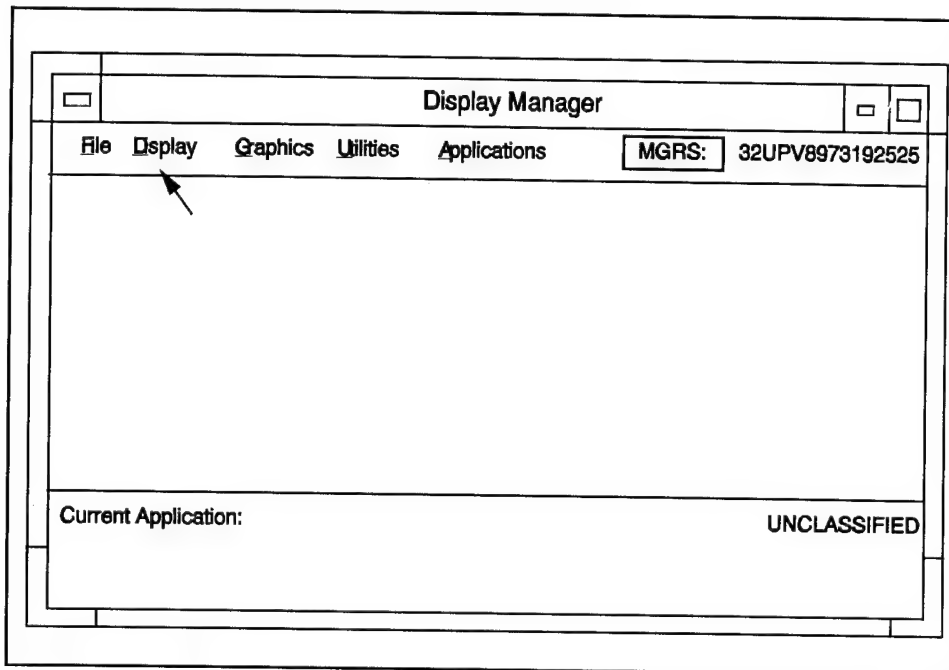 Display Manager
File Display Graphics Utilities Applications MGRS: 32UPV8973192525
Current Application: UNCLASSIFIED